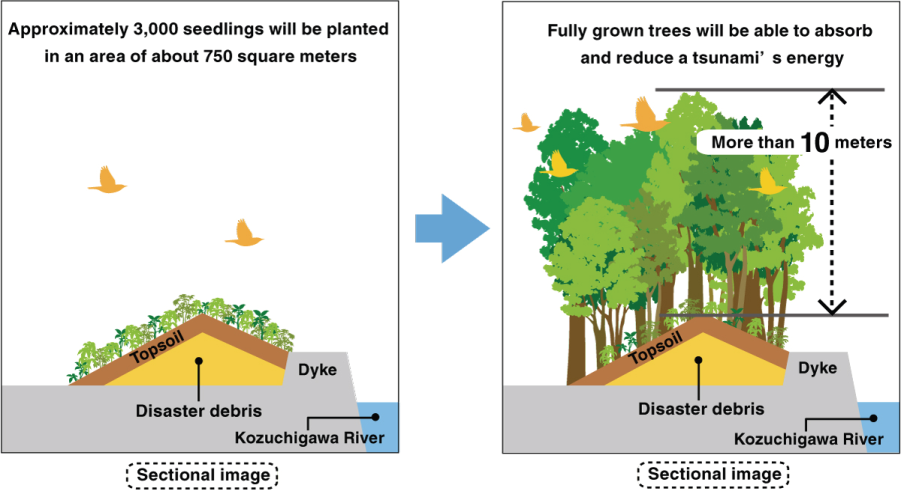 Approximately 3,000 seedlings will be planted
in an area of about 750 square meters
Topsoil
Dyke
Disaster debris
Kozuchigawa River
Sectional image
Fully grown trees will be able to absorb
and reduce a tsunami’ s energy
More than 10 meters
Topsoil
Dyke
Disaster debris
Kozuchigawa River
Sectional image